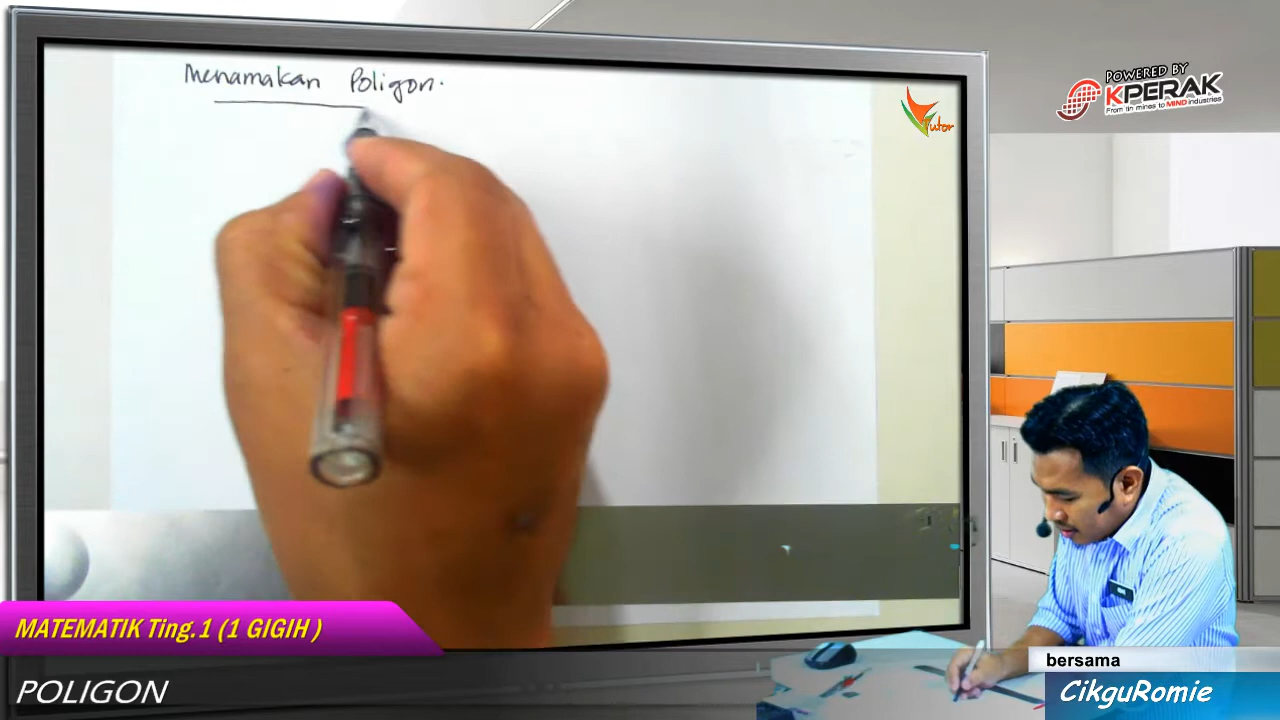 Menamakan Poligon.
Tutor
POWERED BY
KPERAK
From tin mines to MIND industries
MATEMATIK Ting.1 (1 GIGIH )
POLIGON
bersama
CikguRomie